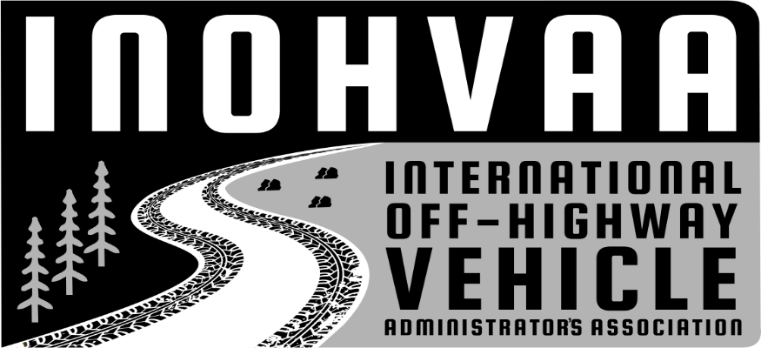 INOHVAA
INTERNATIONAL
OFF-HIGHWAY
VEHICLE
ADMINISTRATOR'S ASSOCIATION